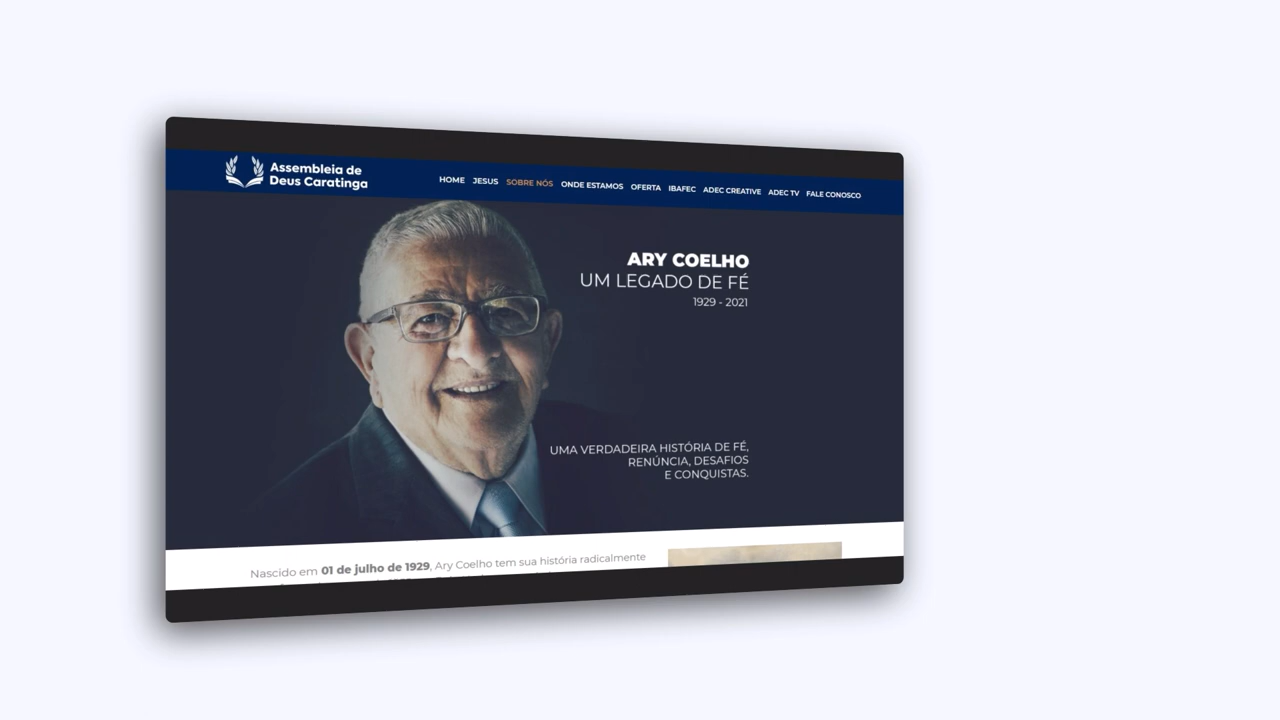 Assembleia de
Deus Caratinga
HOME JESUS SOBRE NÓS ONDE ESTAMOS OFERTA IBAFEC ADEC CREATIVE ADEC TV FALE CONOSCO
ARY COELHO
UM LEGADO DE FÉ
1929 - 2021
UMA VERDADEIRA HISTÓRIA DE FÉ,
RENÚNCIA, DESAFIOS
E CONQUISTAS.
Nascido em 01 de julho de 1929, Ary Coelho tem sua história radicalmente